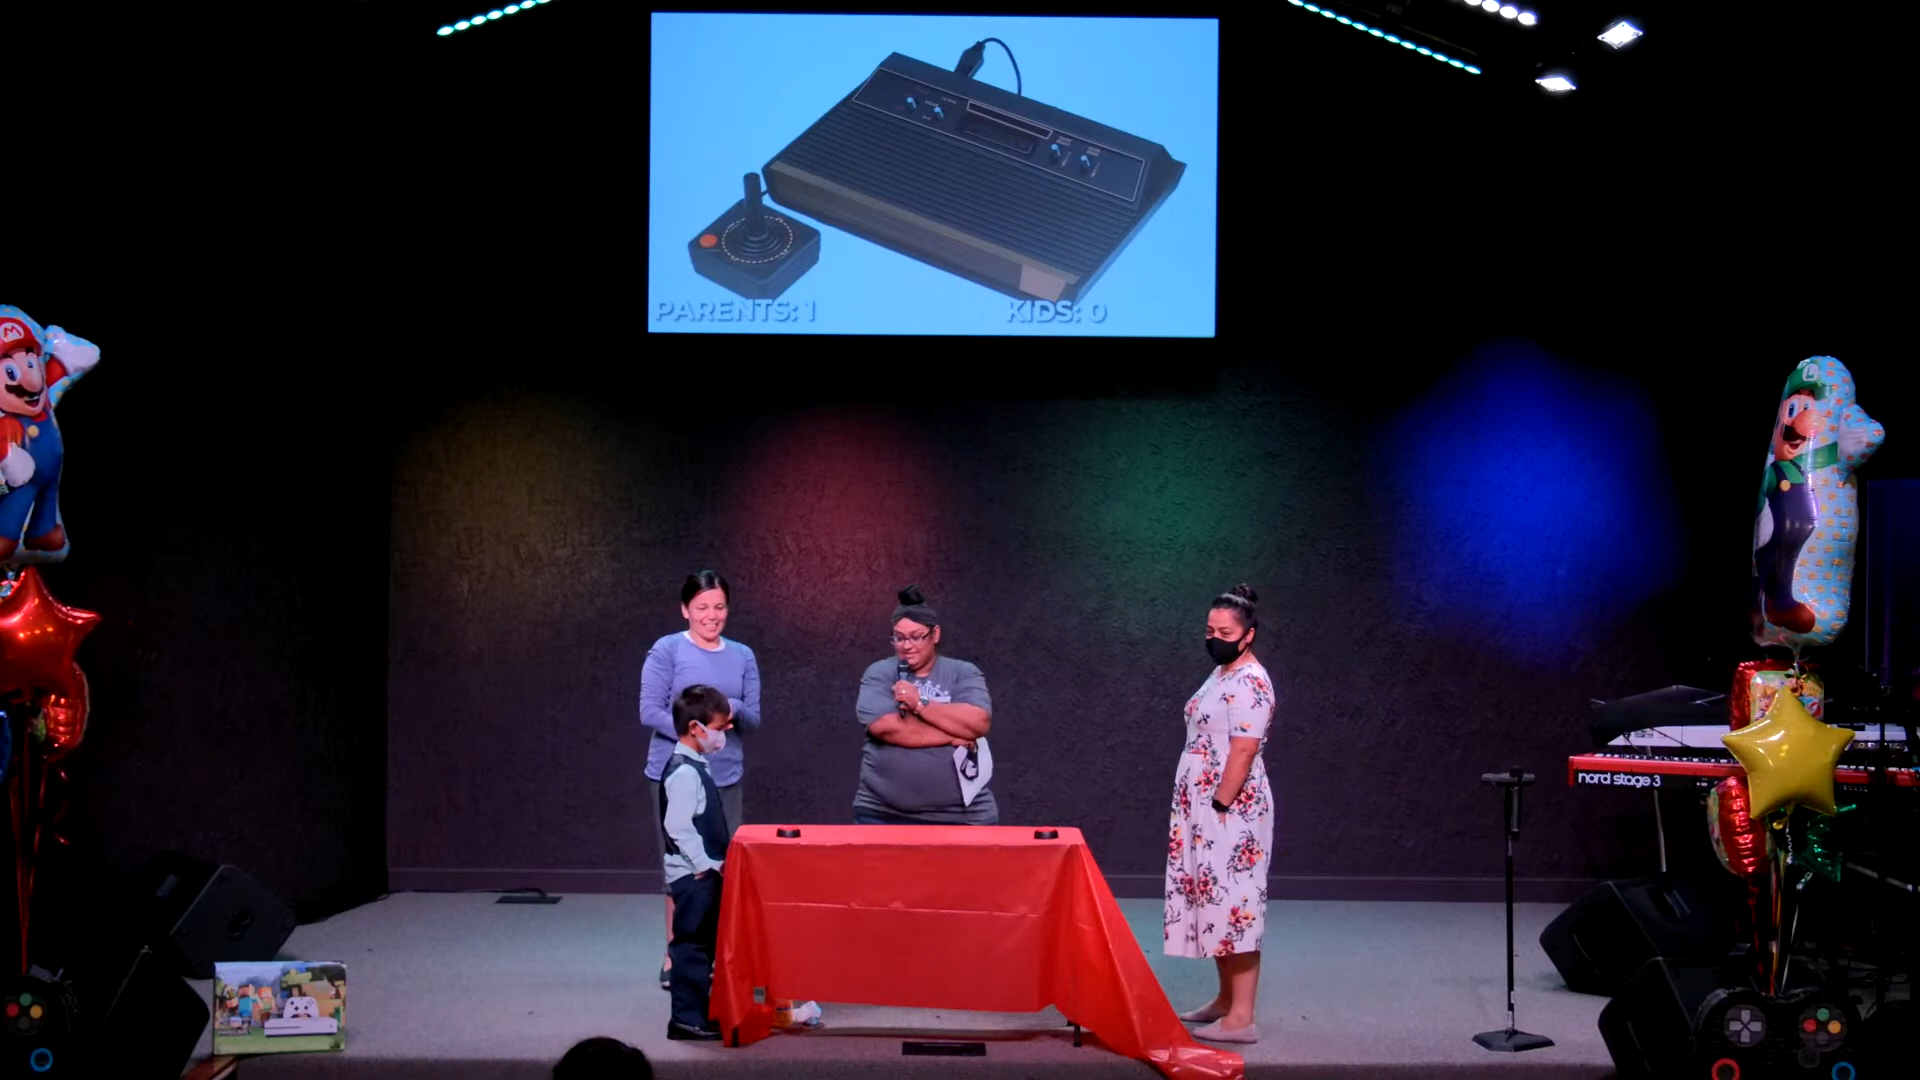 PARENTS: 1
KIDS: 0
M
L
nord stage 3